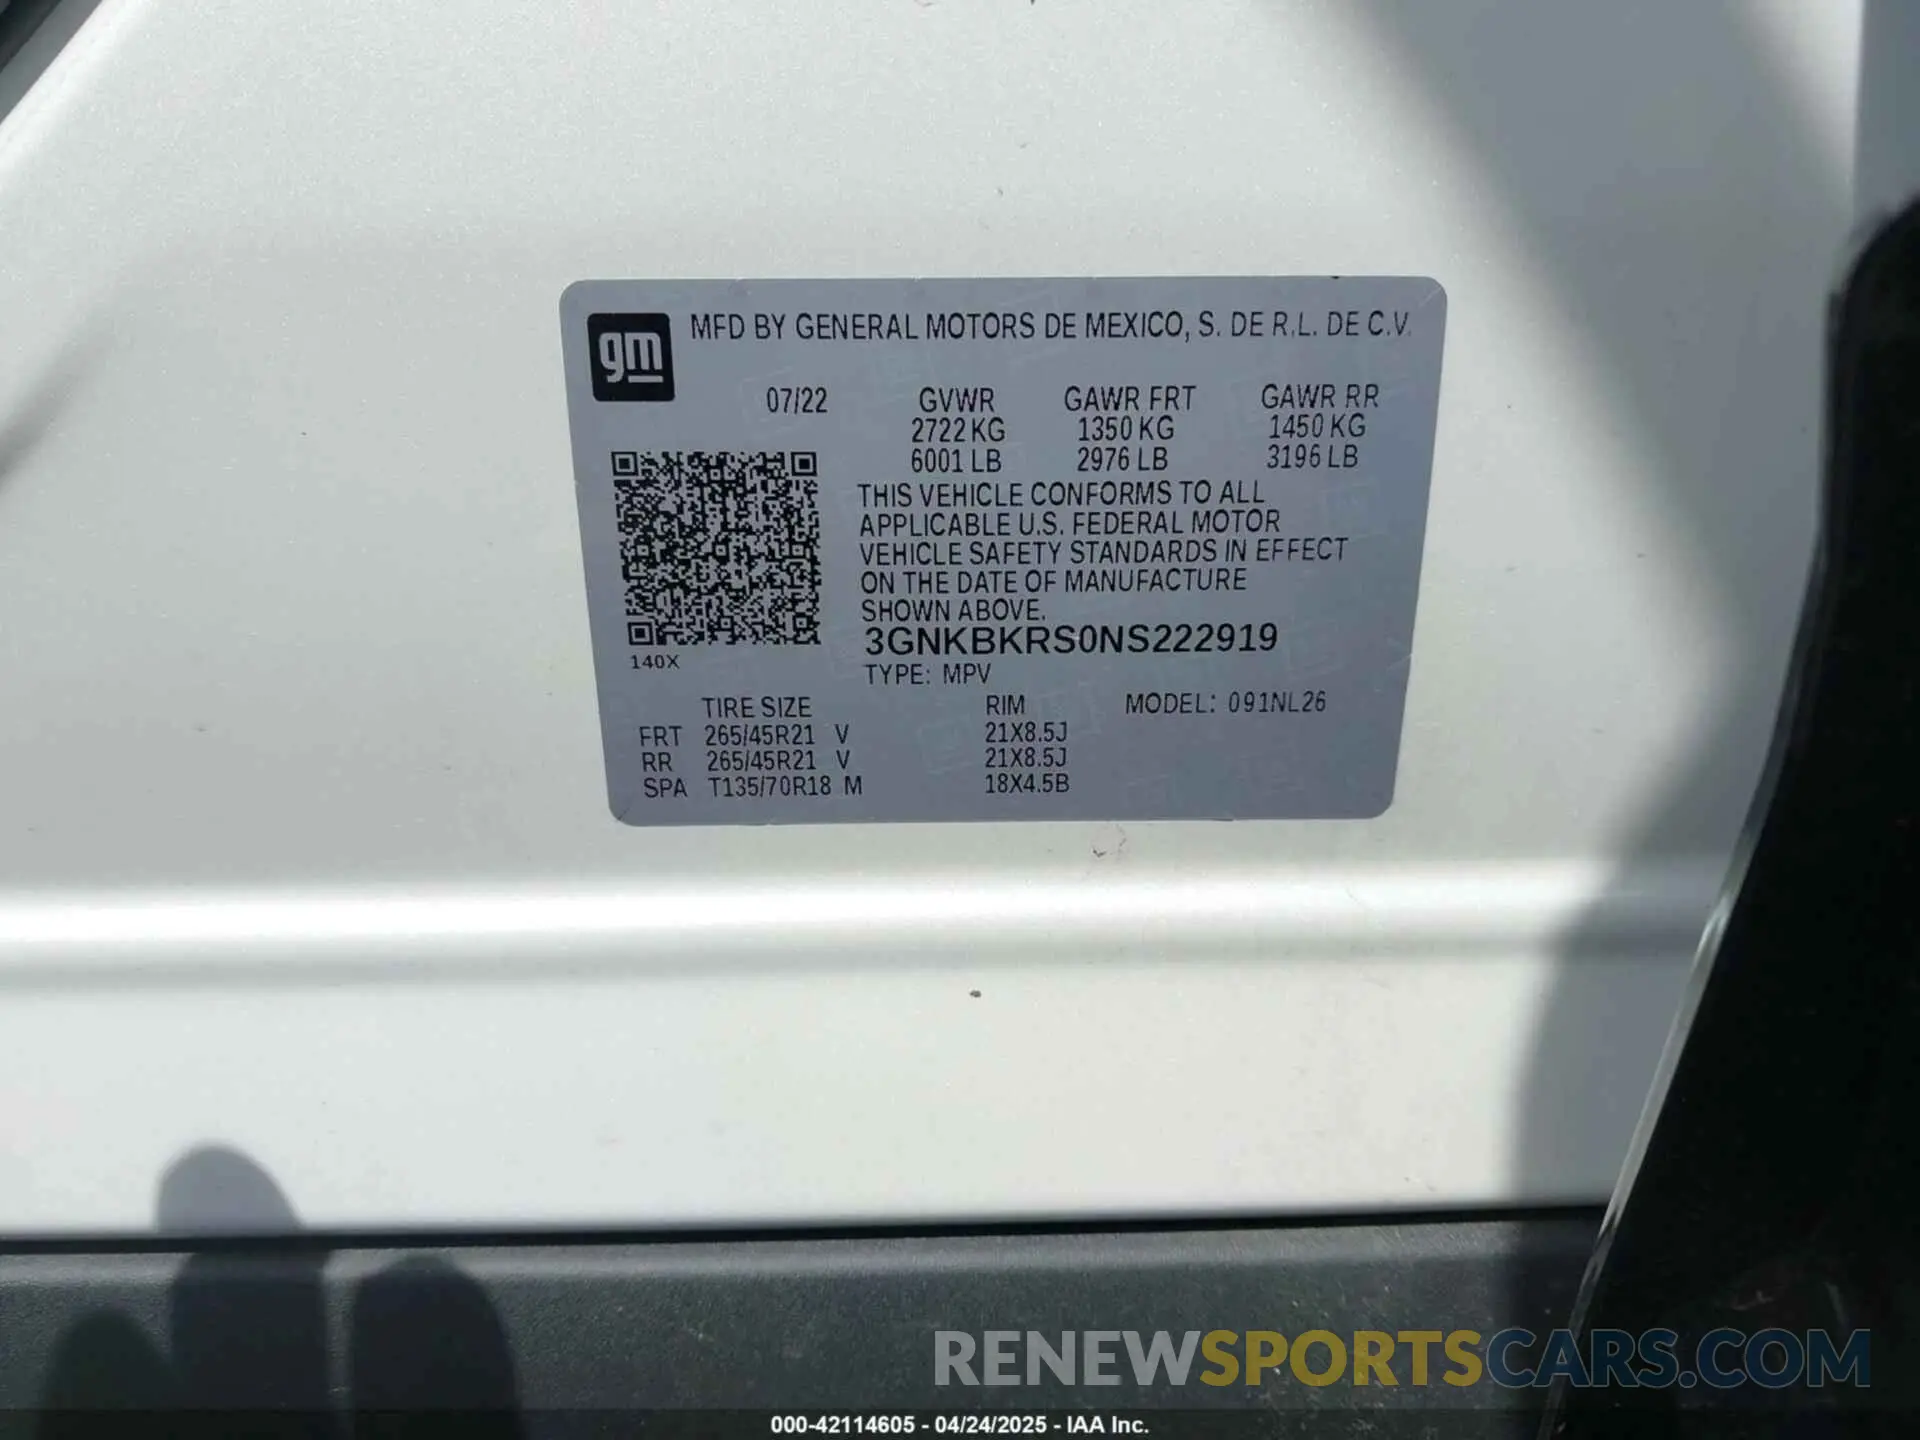 gm MFD BY GENERAL MOTORS DE MEXICO, S. DE R.L. DE C.V.
07/22 GVWR GAWR FRT GAWR RR
2722 KG 1350 KG 1450 KG
6001 LB 2976 LB 3196 LB
THIS VEHICLE CONFORMS TO ALL
APPLICABLE U.S. FEDERAL MOTOR
VEHICLE SAFETY STANDARDS IN EFFECT
ON THE DATE OF MANUFACTURE
SHOWN ABOVE.
3GNKBKRS0NS222919
140X
TYPE: MPV
TIRE SIZE RIM MODEL: 091NL26
FRT 265/45R21 V 21X8.5J
RR 265/45R21 V 21X8.5J
SPA T135/70R18 M 18X4.5B
RENEWSPORTSCARS.COM
000-42114605 - 04/24/2025 - IAA Inc.